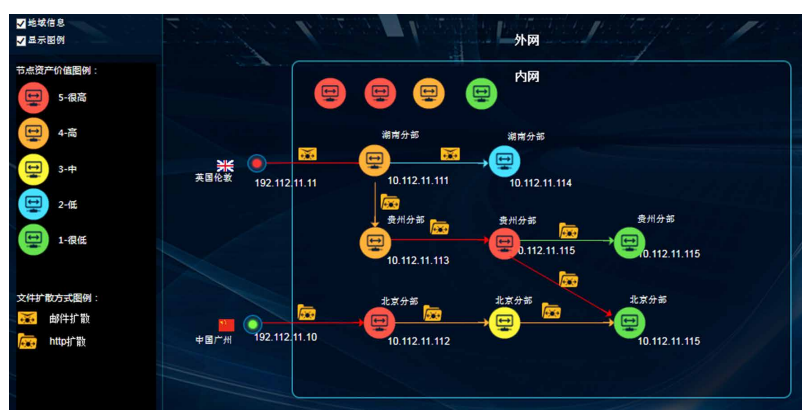 地域信息
显示图例
外网
节点资产价值图例：
内网
5-很高
4-高
3-中
2-低
1-很低
湖南分部
湖南分部
英国伦敦
192.112.11.11
10.112.11.111
10.112.11.114
贵州分部
贵州分部
贵州分部
10.112.11.113
10.112.11.115
10.112.11.115
文件扩散方式图例：
邮件扩散
http扩散
北京分部
北京分部
北京分部
中国广州
192.112.11.10
10.112.11.112
10.112.11.115